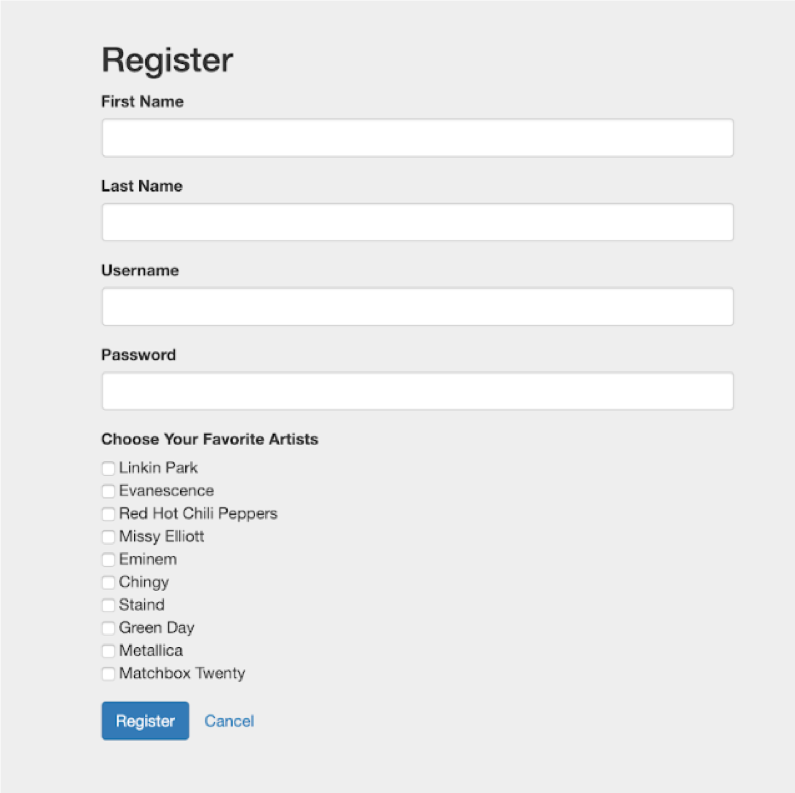 Register
First Name
Last Name
Username
Password
Choose Your Favorite Artists
Linkin Park
Evanescence
Red Hot Chili Peppers
Missy Elliott
Eminem
Chingy
Staind
Green Day
Metallica
Matchbox Twenty
Register Cancel